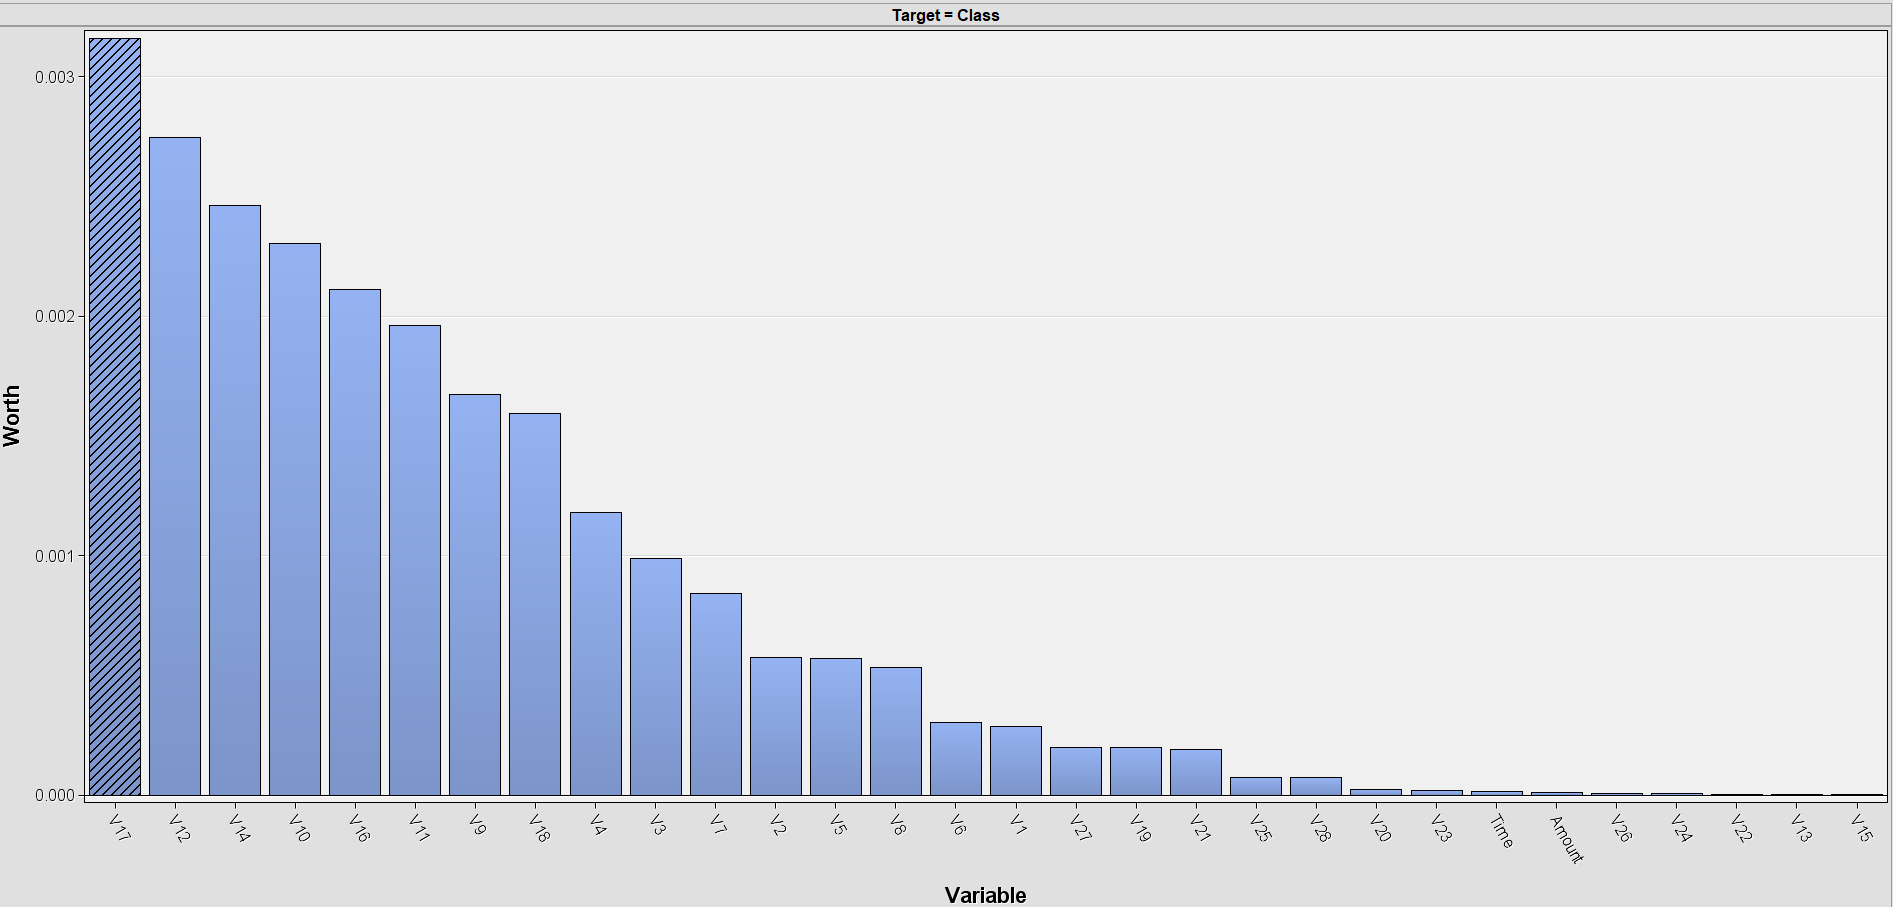 Target = Class
0.003
0.002
0.001
0.000
Worth
V17 V12 V14 V10 V16 V11 V9 V18 V4 V3 V7 V2 V5 V8 V6 V1 V27 V19 V21 V25 V28 V20 V23 Time Amount V26 V24 V22 V13 V15
Variable